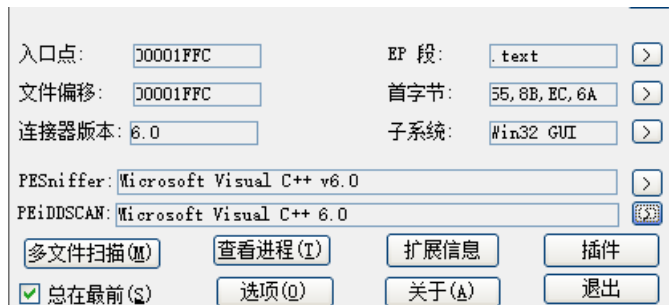 入口点: 00001FFC EP 段: .text >
文件偏移: 00001FFC 首字节: 55,8B,EC,6A >
连接器版本: 6.0 子系统: Win32 GUI >
PESniffer: Microsoft Visual C++ v6.0 >
PEiDDSCAN: Microsoft Visual C++ 6.0 >
多文件扫描(M) 查看进程(T) 扩展信息 插件
总在最前(S) 选项(O) 关于(A) 退出